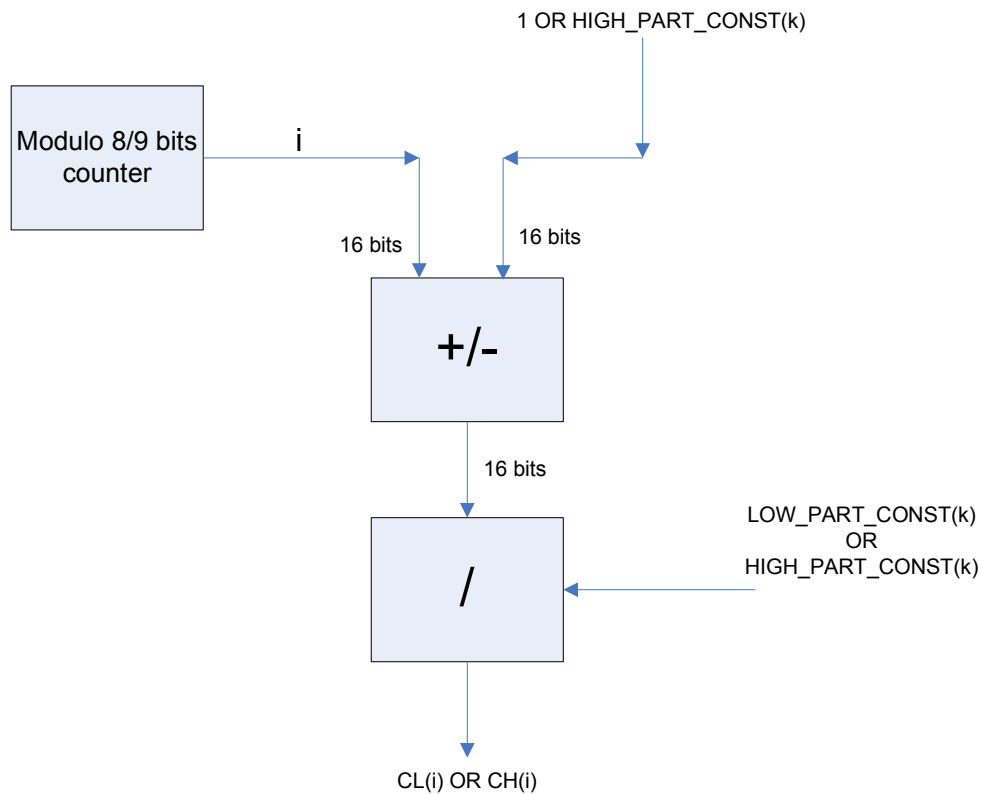 1 OR HIGH_PART_CONST(k)
Modulo 8/9 bits
counter
i
16 bits
16 bits
+/-
16 bits
LOW_PART_CONST(k)
OR
HIGH_PART_CONST(k)
/
CL(i) OR CH(i)